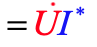 = U̇I*